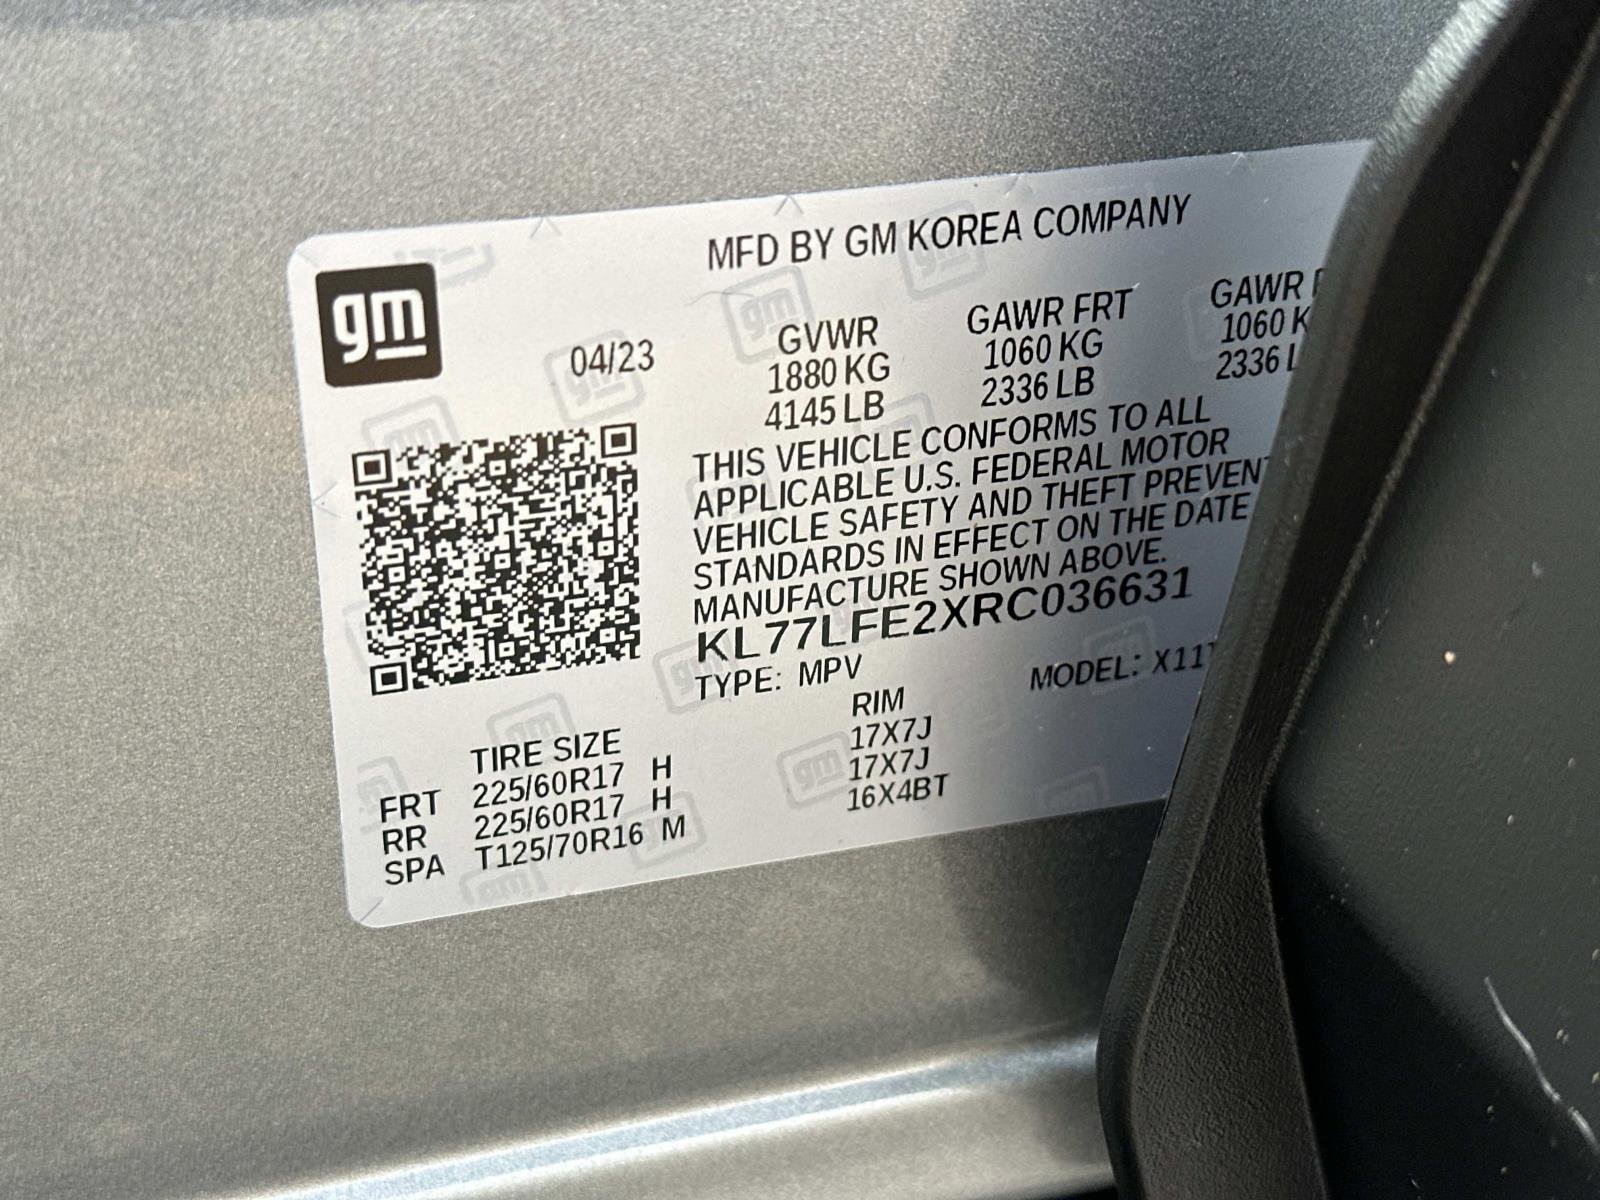 gm
MFD BY GM KOREA COMPANY
04/23
GVWR
1880 KG
4145 LB
GAWR FRT
1060 KG
2336 LB
GAWR
1060
2336
THIS VEHICLE CONFORMS TO ALL
APPLICABLE U.S. FEDERAL MOTOR
VEHICLE SAFETY AND THEFT PREVENT
STANDARDS IN EFFECT ON THE DATE
MANUFACTURE SHOWN ABOVE.
KL77LFE2XRC036631
TYPE: MPV MODEL: X11
TIRE SIZE RIM
FRT 225/60R17 H 17X7J
RR 225/60R17 H 17X7J
SPA T125/70R16 M 16X4BT